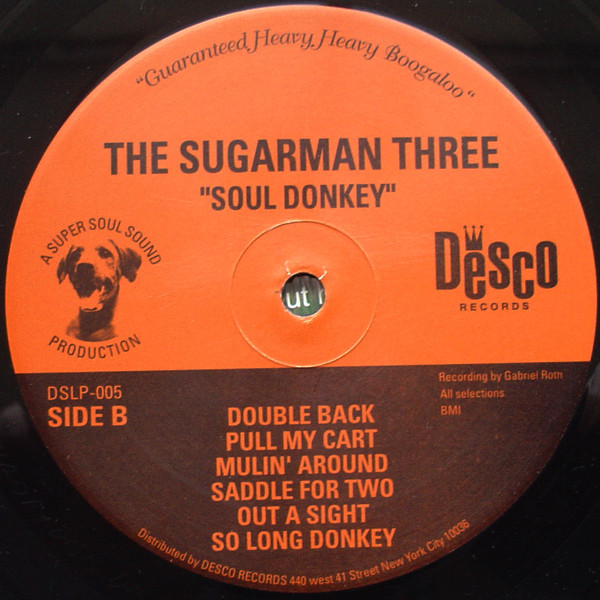 "Guaranteed Heavy Heavy Boogaloo"
THE SUGARMAN THREE
"SOUL DONKEY"
A SUPER SOUL SOUND
PRODUCTION
Desco
RECORDS
ut
DSLP-005
SIDE B
Recording by Gabriel Roth
All selections
BMI
DOUBLE BACK
PULL MY CART
MULIN' AROUND
SADDLE FOR TWO
OUT A SIGHT
SO LONG DONKEY
Distributed by DESCO RECORDS 440 west 41 Street New York City 10036